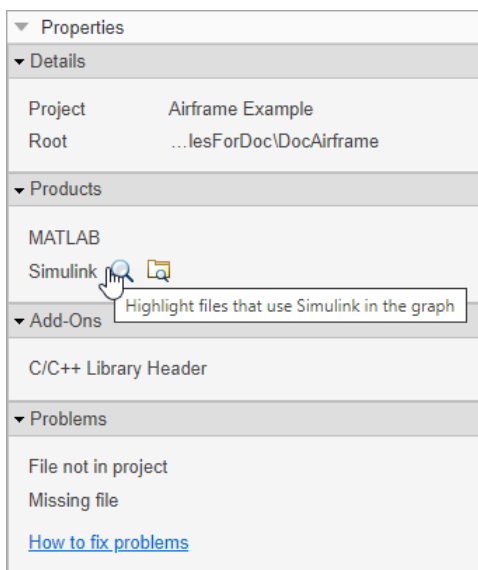 Properties
Details
Project Airframe Example
Root …lesForDoc\DocAirframe
Products
MATLAB
Simulink
Highlight files that use Simulink in the graph
Add-Ons
C/C++ Library Header
Problems
File not in project
Missing file
How to fix problems